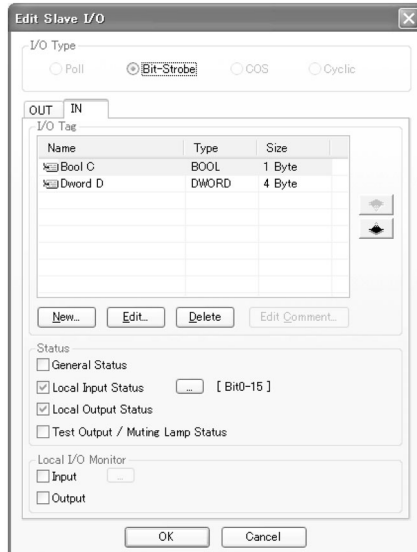 Edit Slave I/O
I/O Type
Poll Bit-Strobe COS Cyclic
OUT IN
I/O Tag
Name Type Size
Bool C BOOL 1 Byte
Dword D DWORD 4 Byte
New... Edit... Delete Edit Comment...
Status
General Status
Local Input Status ... [ Bit0-15 ]
Local Output Status
Test Output / Muting Lamp Status
Local I/O Monitor
Input ...
Output
OK Cancel